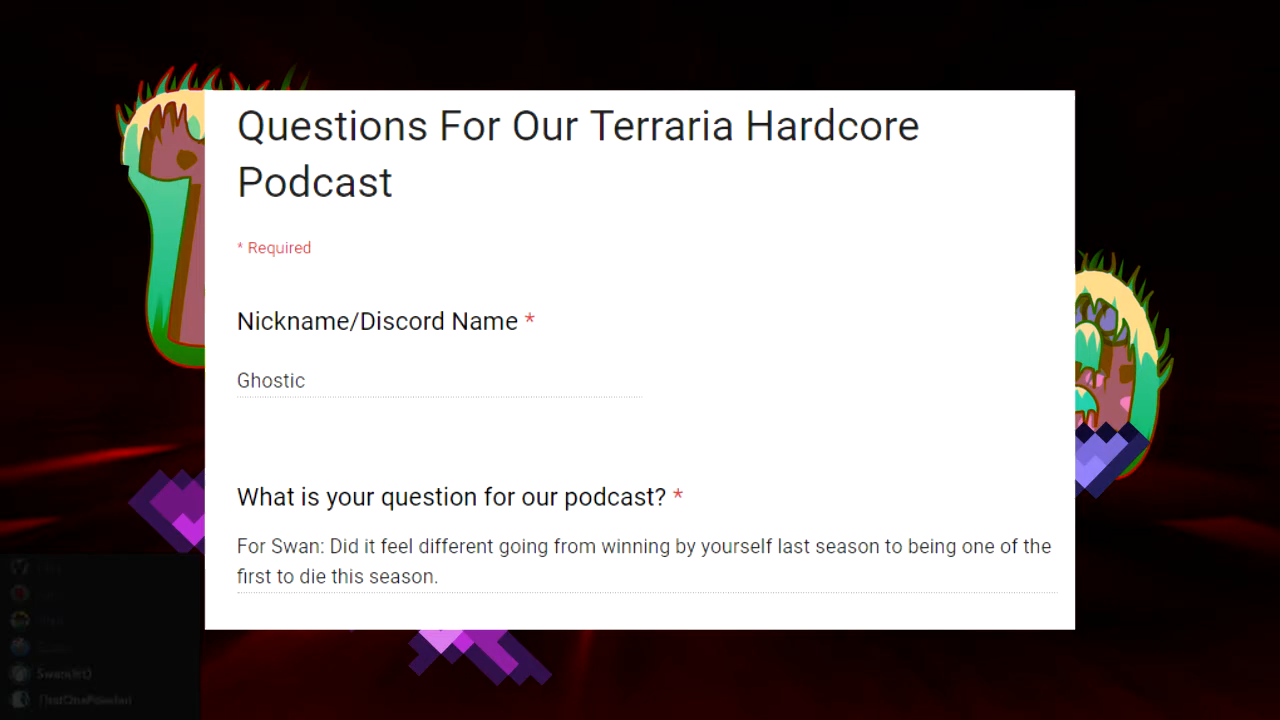 Questions For Our Terraria Hardcore
Podcast
* Required
Nickname/Discord Name *
Ghostic
What is your question for our podcast? *
For Swan: Did it feel different going from winning by yourself last season to being one of the
first to die this season.